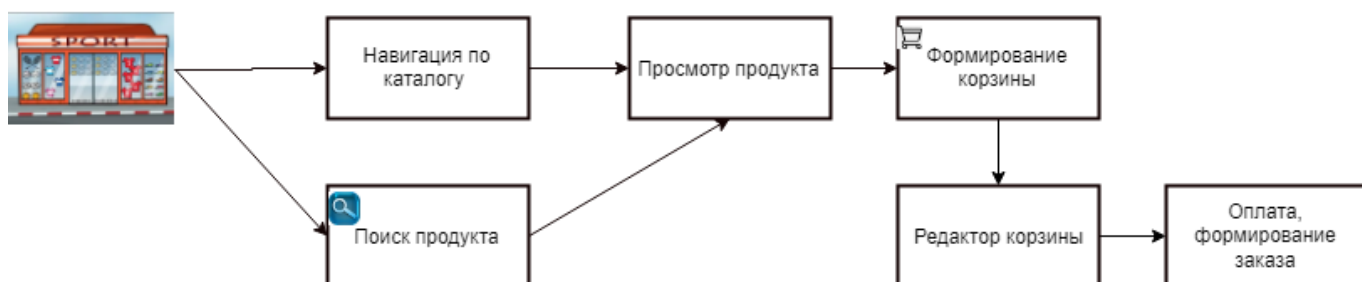 SPORT
Навигация по
каталогу
Просмотр продукта
Формирование
корзины
Поиск продукта
Редактор корзины
Оплата,
формирование
заказа